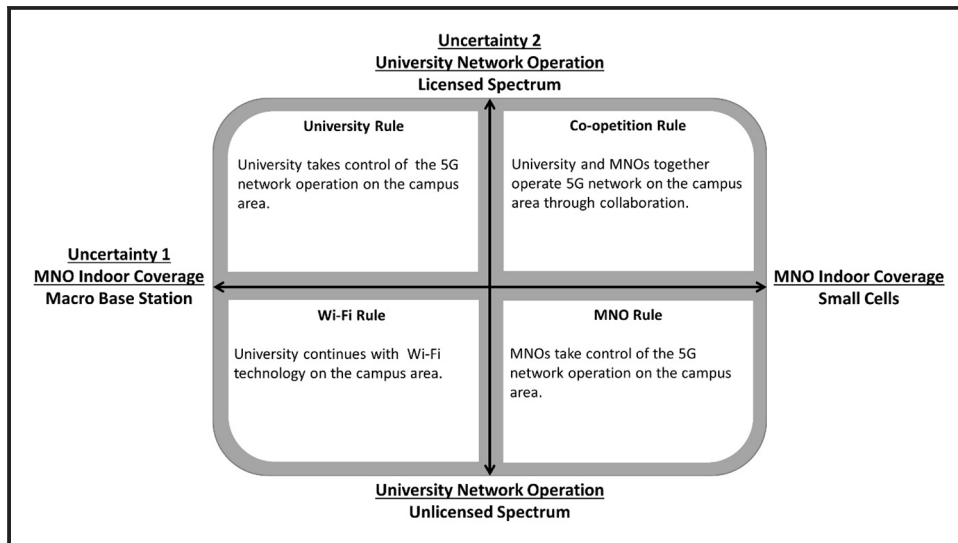 Uncertainty 2
University Network Operation
Licensed Spectrum
University Rule
University takes control of the 5G
network operation on the campus
area.
Co-opetition Rule
University and MNOs together
operate 5G network on the campus
area through collaboration.
Uncertainty 1
MNO Indoor Coverage
Macro Base Station
MNO Indoor Coverage
Small Cells
Wi-Fi Rule
University continues with Wi-Fi
technology on the campus area.
MNO Rule
MNOs take control of the 5G
network operation on the campus
area.
University Network Operation
Unlicensed Spectrum